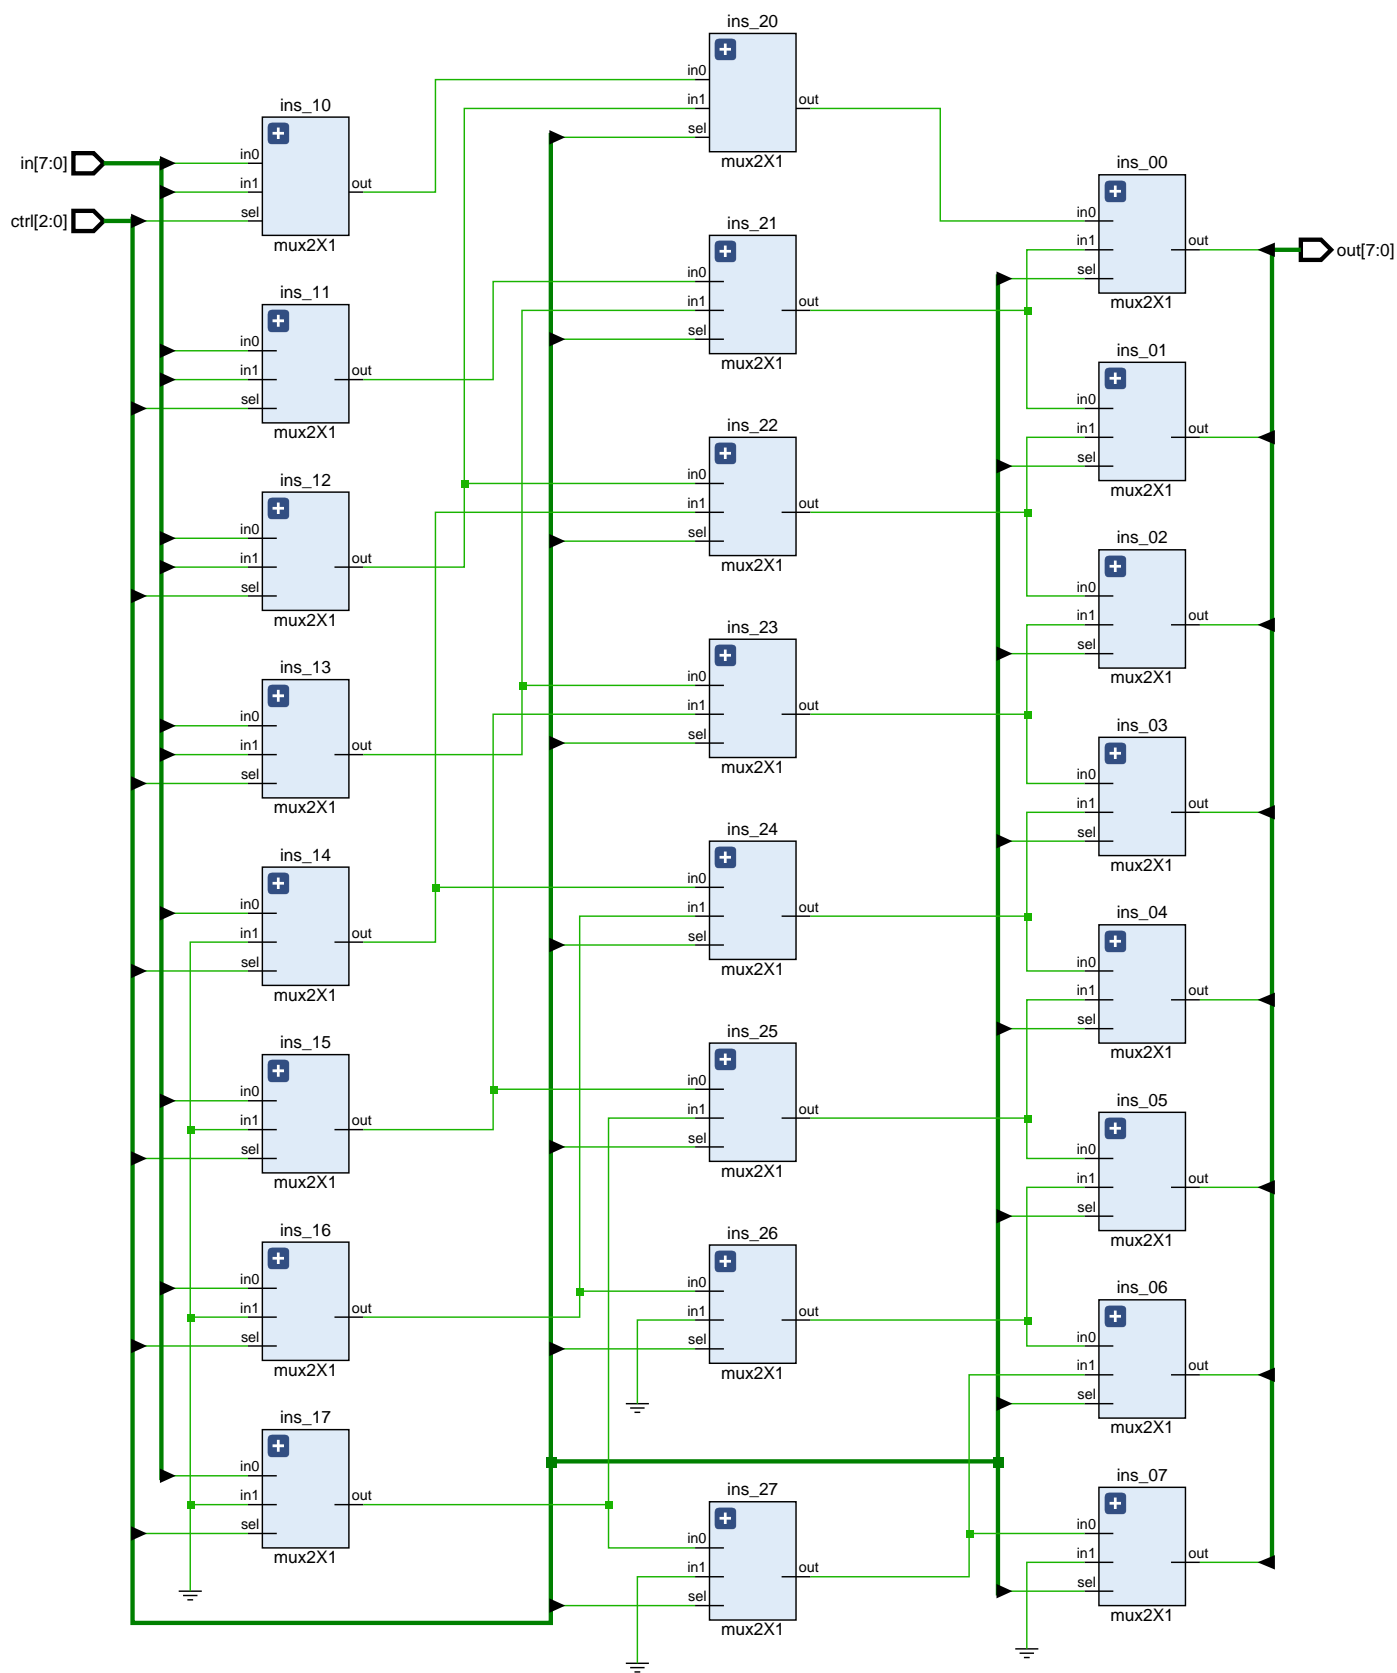 in[7:0]
ctrl[2:0]
ins_10
in0
in1
sel
out
mux2X1
ins_11
in0
in1
sel
out
mux2X1
ins_12
in0
in1
sel
out
mux2X1
ins_13
in0
in1
sel
out
mux2X1
ins_14
in0
in1
sel
out
mux2X1
ins_15
in0
in1
sel
out
mux2X1
ins_16
in0
in1
sel
out
mux2X1
ins_17
in0
in1
sel
out
mux2X1
ins_20
in0
in1
sel
out
mux2X1
ins_21
in0
in1
sel
out
mux2X1
ins_22
in0
in1
sel
out
mux2X1
ins_23
in0
in1
sel
out
mux2X1
ins_24
in0
in1
sel
out
mux2X1
ins_25
in0
in1
sel
out
mux2X1
ins_26
in0
in1
sel
out
mux2X1
ins_27
in0
in1
sel
out
mux2X1
ins_00
in0
in1
sel
out
mux2X1
ins_01
in0
in1
sel
out
mux2X1
ins_02
in0
in1
sel
out
mux2X1
ins_03
in0
in1
sel
out
mux2X1
ins_04
in0
in1
sel
out
mux2X1
ins_05
in0
in1
sel
out
mux2X1
ins_06
in0
in1
sel
out
mux2X1
ins_07
in0
in1
sel
out
mux2X1
out[7:0]